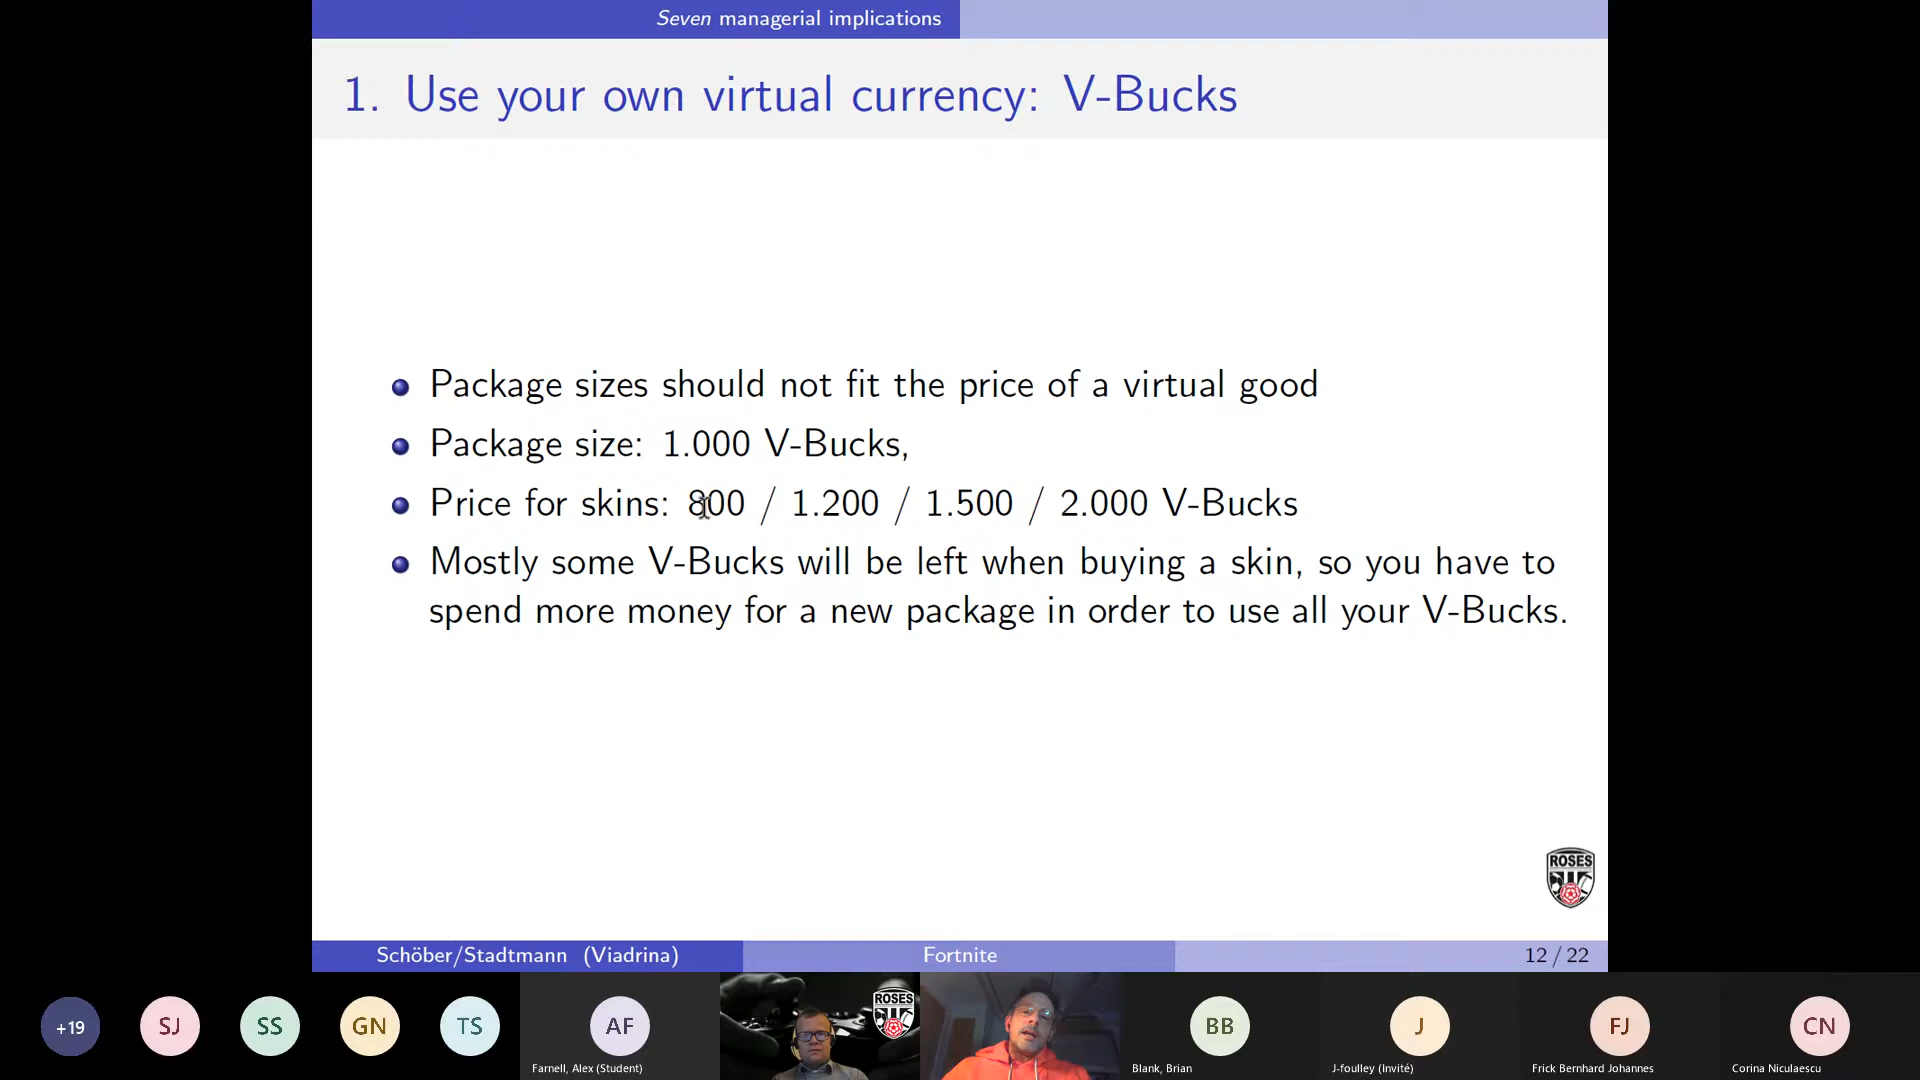 Seven managerial implications
1. Use your own virtual currency: V-Bucks
Package sizes should not fit the price of a virtual good
Package size: 1.000 V-Bucks,
Price for skins: 800 / 1.200 / 1.500 / 2.000 V-Bucks
Mostly some V-Bucks will be left when buying a skin, so you have to
spend more money for a new package in order to use all your V-Bucks.
ROSES
Schöber/Stadtmann (Viadrina)
Fortnite
12 / 22
+19
SJ
SS
GN
TS
AF
Farnell, Alex (Student)
ROSES
BB
Blank, Brian
J
J-foulley (Invité)
FJ
Frick Bernhard Johannes
CN
Corina Niculaescu